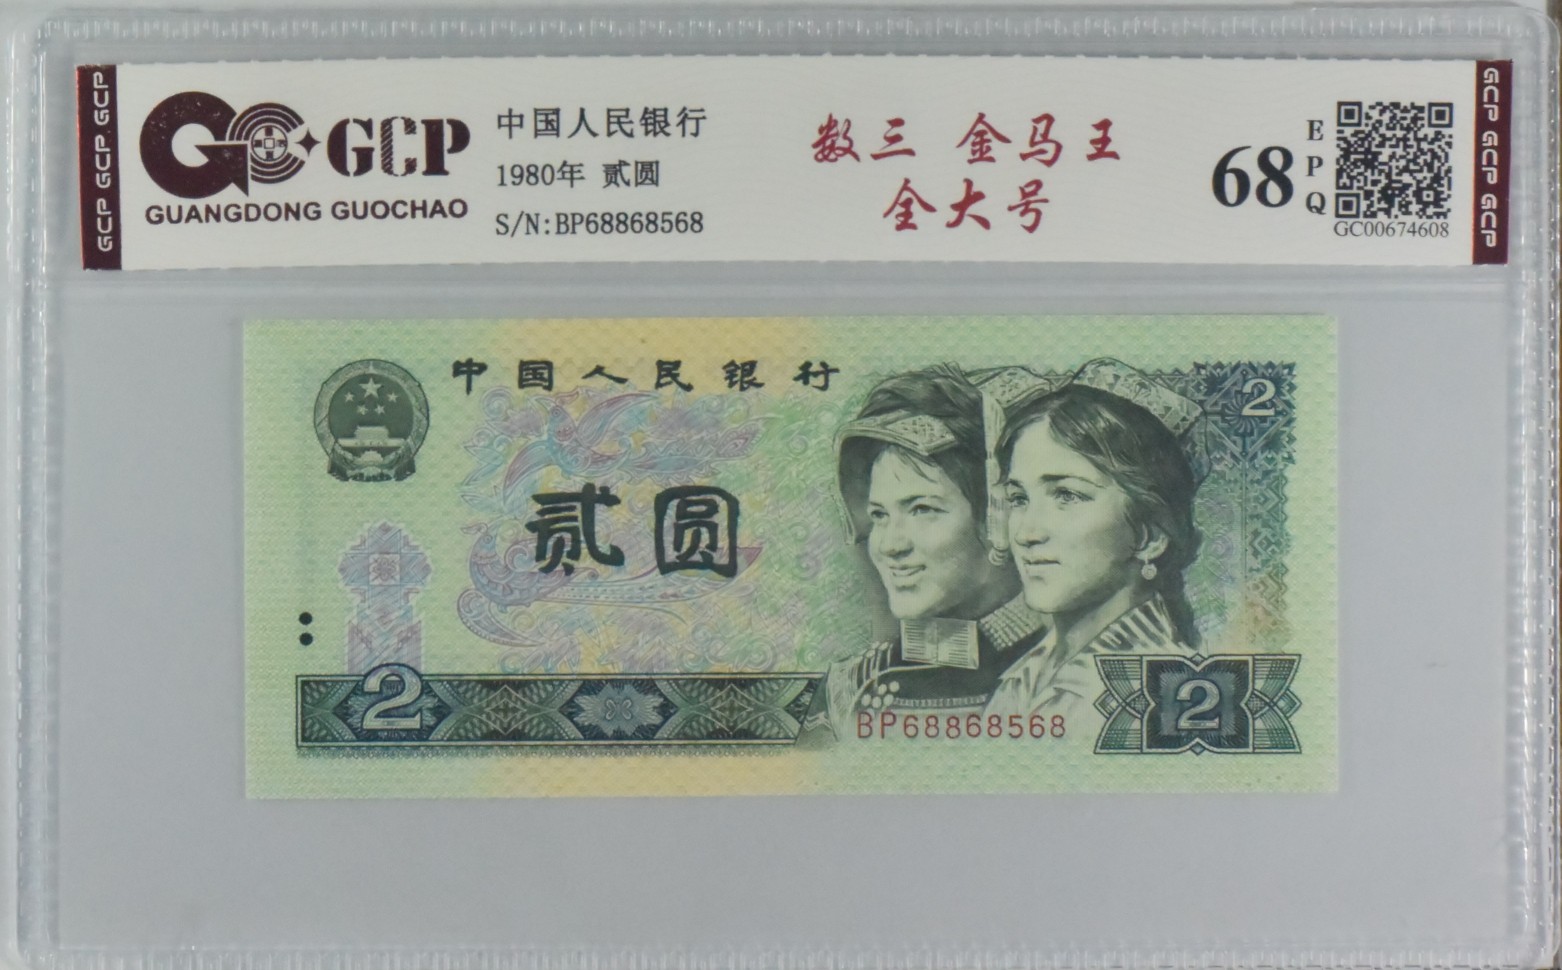 GCP GCP GCP
GCP
GUANGDONG GUOCHAO
中国人民银行
1980年 贰圆
S/N:BP68868568
数三 金马王
全大号
68
EPQ
GC00674608
GCP GCP GCP
中国人民银行
2
贰圆
2
BP68868568
2